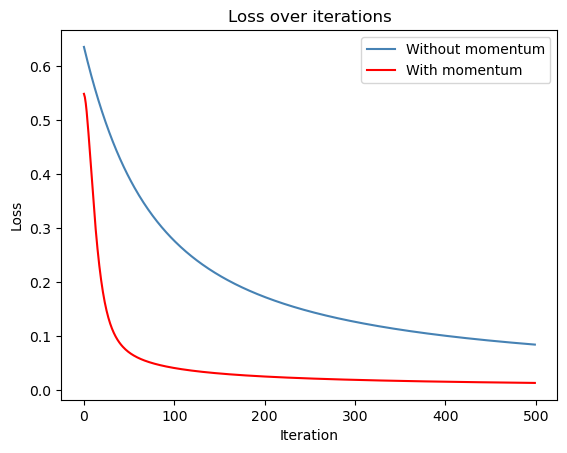 Loss over iterations
Without momentum
With momentum
Loss
0.6
0.5
0.4
0.3
0.2
0.1
0.0
0
100
200
300
400
500
Iteration